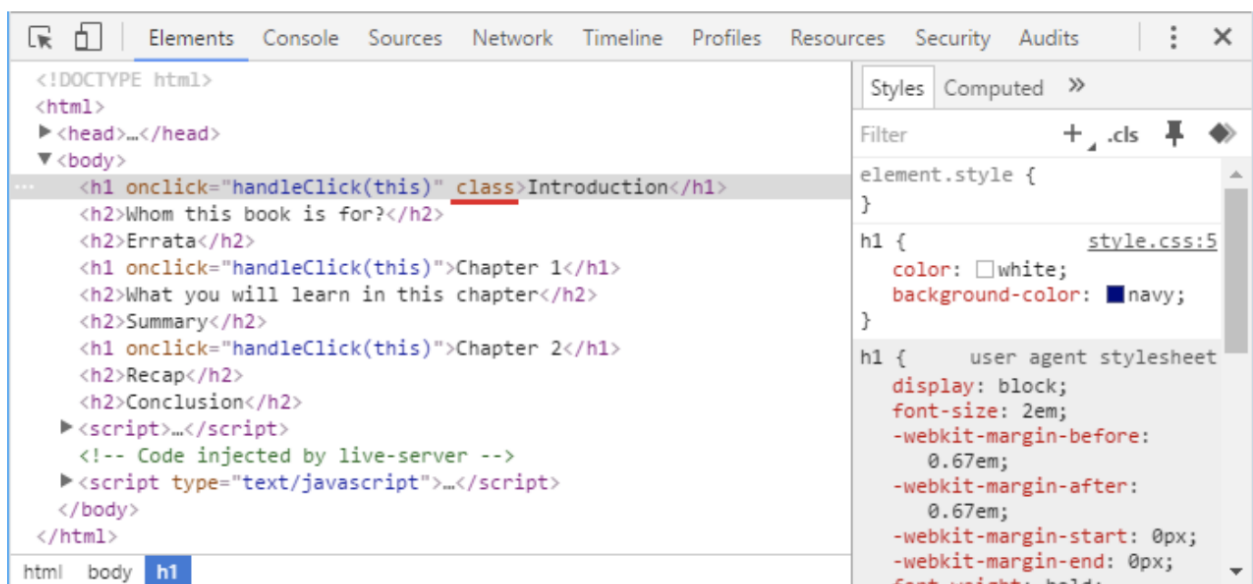 Elements Console Sources Network Timeline Profiles Resources Security Audits
<!DOCTYPE html>
<html>
<head>…</head>
<body>
<h1 onclick="handleClick(this)" class>Introduction</h1>
<h2>Whom this book is for?</h2>
<h2>Errata</h2>
<h1 onclick="handleClick(this)">Chapter 1</h1>
<h2>What you will learn in this chapter</h2>
<h2>Summary</h2>
<h1 onclick="handleClick(this)">Chapter 2</h1>
<h2>Recap</h2>
<h2>Conclusion</h2>
<script>…</script>
<!-- Code injected by live-server -->
<script type="text/javascript">…</script>
</body>
</html>
html body h1
Styles Computed »
Filter + .cls
element.style {
}
h1 { style.css:5
color: white;
background-color: navy;
}
h1 { user agent stylesheet
display: block;
font-size: 2em;
-webkit-margin-before:
0.67em;
-webkit-margin-after:
0.67em;
-webkit-margin-start: 0px;
-webkit-margin-end: 0px;
font-weight: bold;